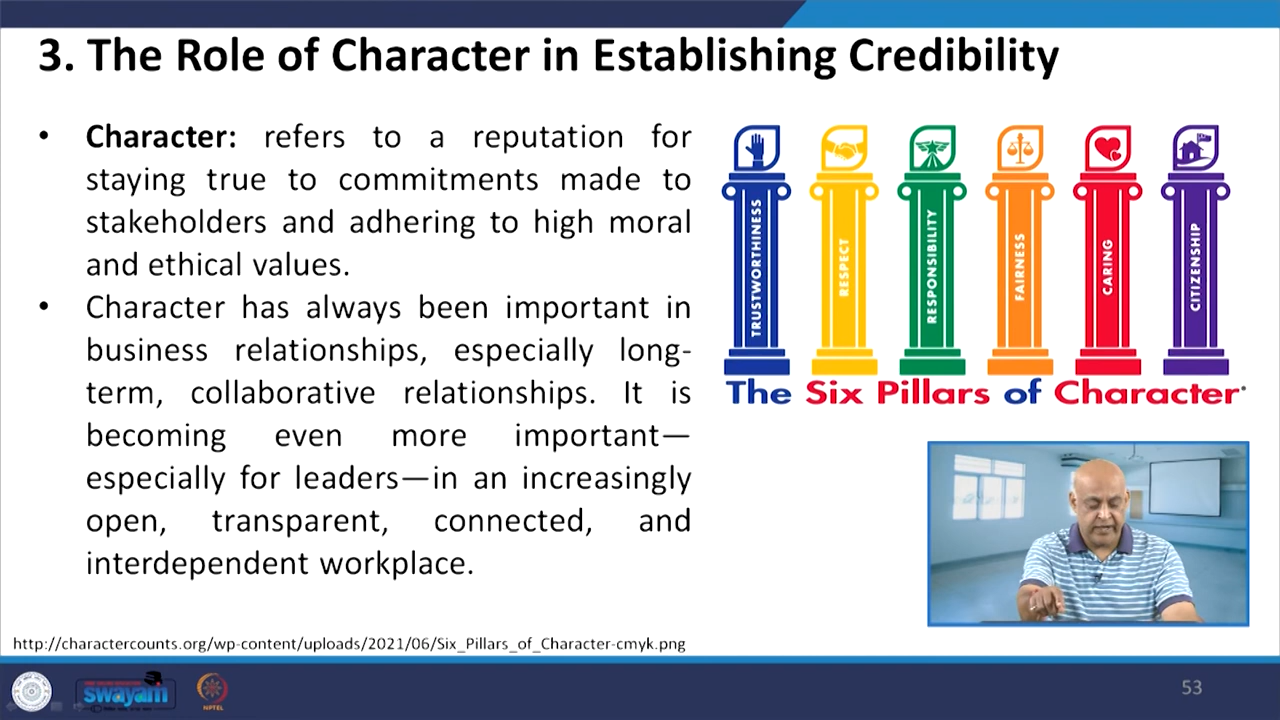 3. The Role of Character in Establishing Credibility
• Character: refers to a reputation for
staying true to commitments made to
stakeholders and adhering to high moral
and ethical values.
• Character has always been important in
business relationships, especially long-
term, collaborative relationships. It is
becoming even more important—
especially for leaders—in an increasingly
open, transparent, connected, and
interdependent workplace.
TRUSTWORTHINESS
RESPECT
RESPONSIBILITY
FAIRNESS
CARING
CITIZENSHIP
The Six Pillars of Character
http://charactercounts.org/wp-content/uploads/2021/06/Six_Pillars_of_Character-cmyk.png
swayam
NPTEL
53